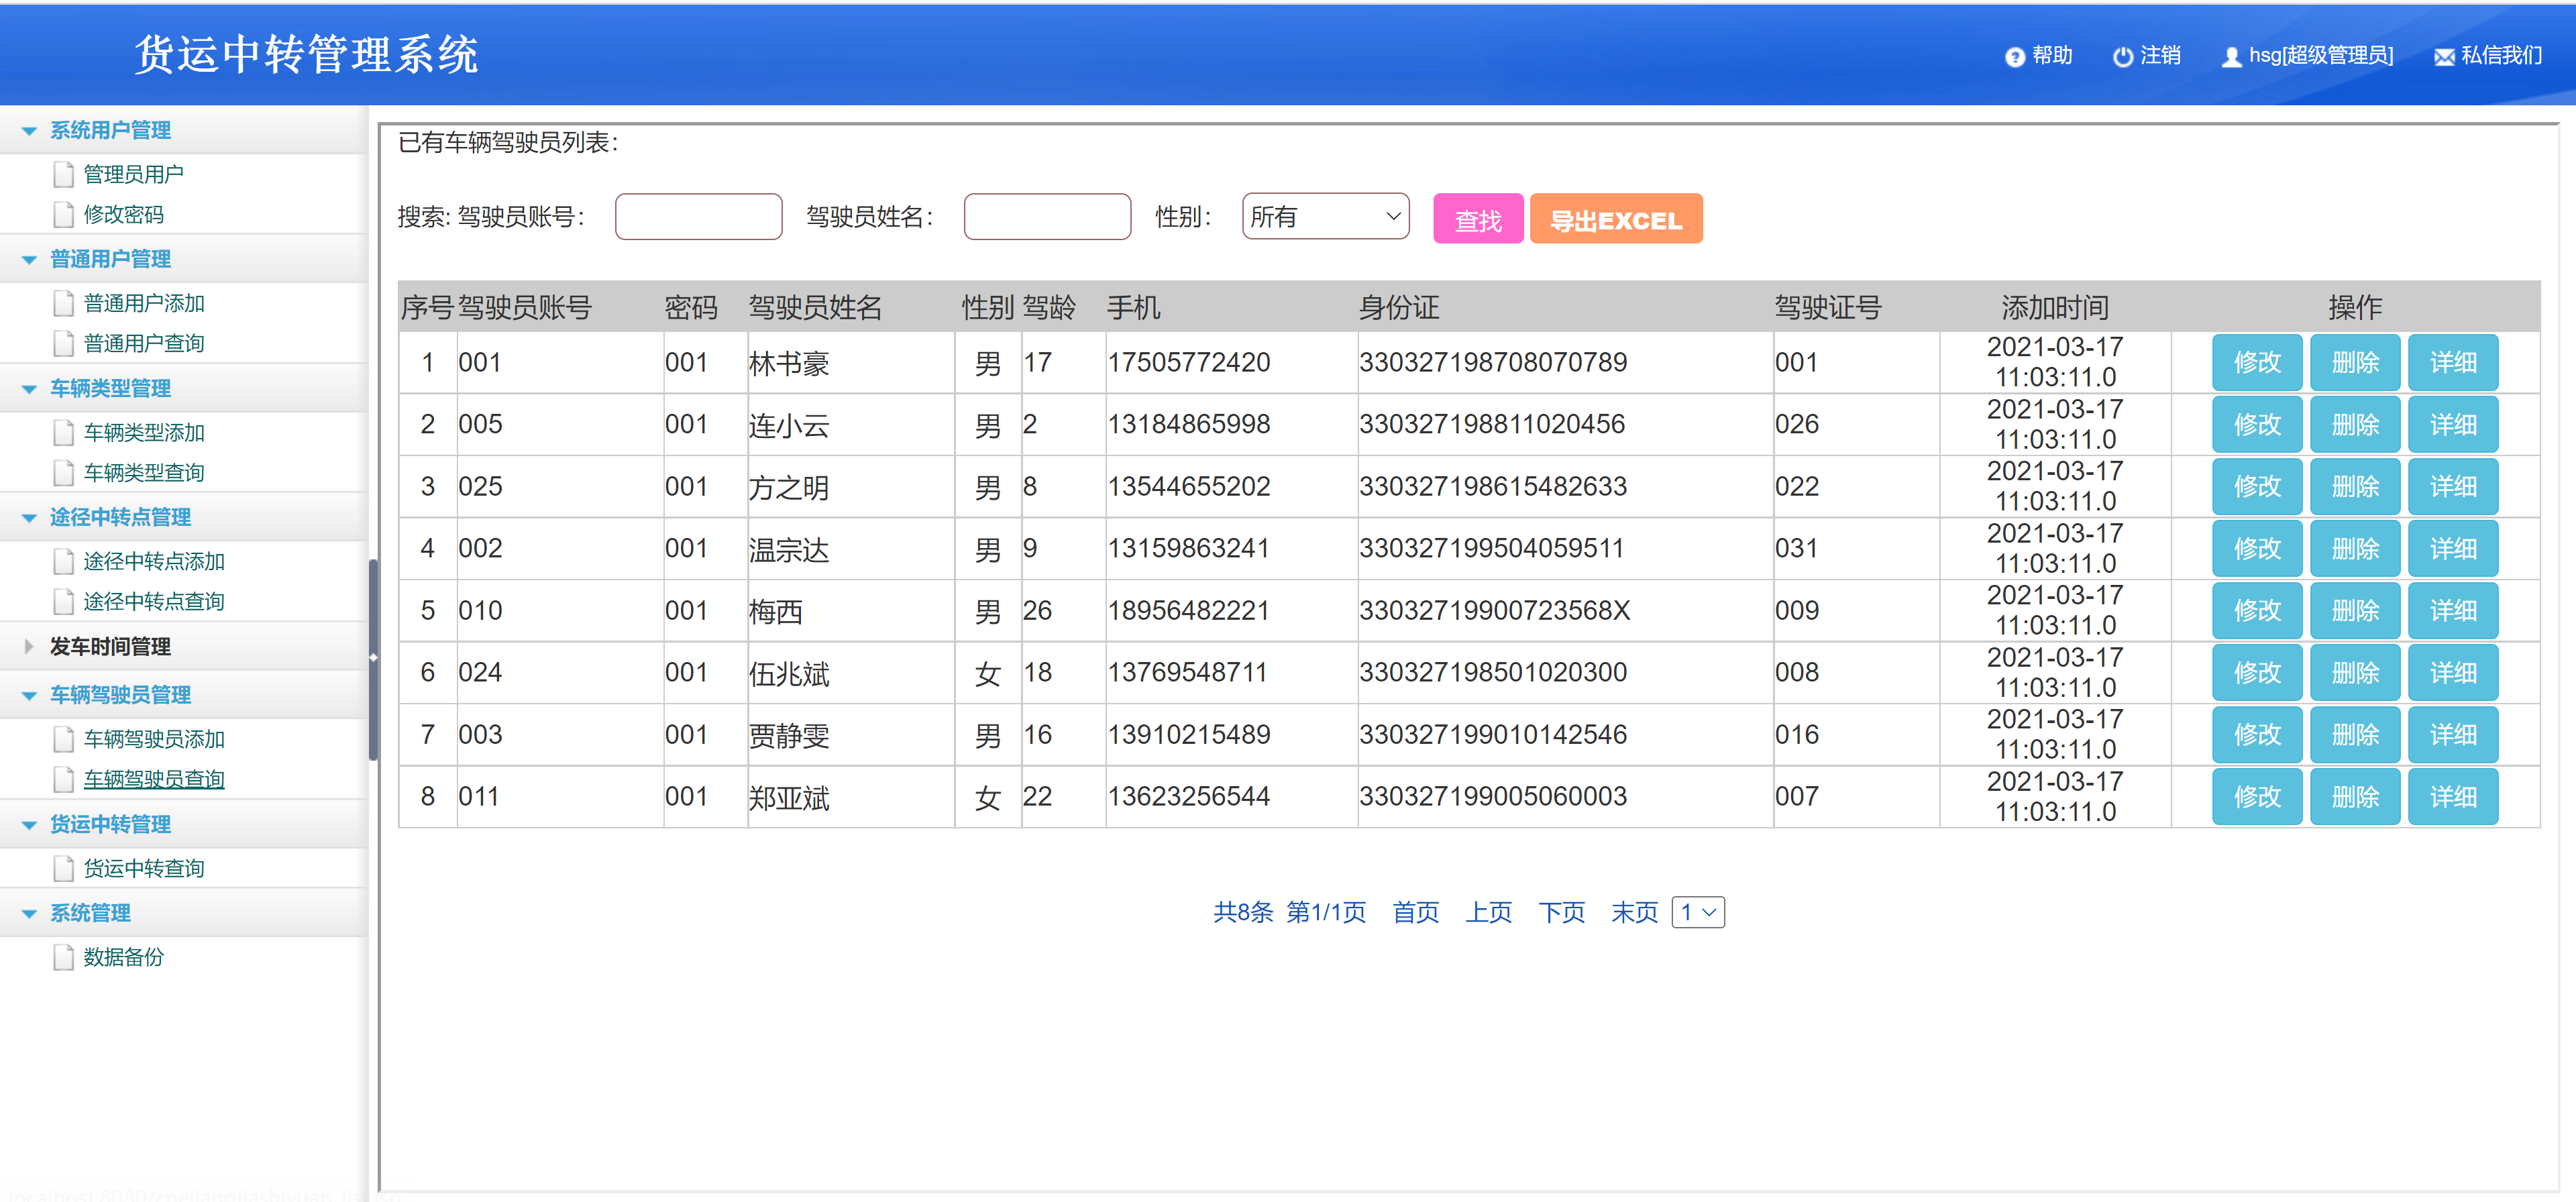 货运中转管理系统
帮助 注销 hsg[超级管理员] 私信我们
系统用户管理
管理员用户
修改密码
普通用户管理
普通用户添加
普通用户查询
车辆类型管理
车辆类型添加
车辆类型查询
途径中转点管理
途径中转点添加
途径中转点查询
发车时间管理
车辆驾驶员管理
车辆驾驶员添加
车辆驾驶员查询
货运中转管理
货运中转查询
系统管理
数据备份
已有车辆驾驶员列表：
搜索: 驾驶员账号： 驾驶员姓名： 性别： 所有 查找 导出EXCEL
序号 驾驶员账号 密码 驾驶员姓名 性别 驾龄 手机 身份证 驾驶证号 添加时间 操作
1 001 001 林书豪 男 17 17505772420 330327198708070789 001 2021-03-17 11:03:11.0 修改 删除 详细
2 005 001 连小云 男 2 13184865998 330327198811020456 026 2021-03-17 11:03:11.0 修改 删除 详细
3 025 001 方之明 男 8 13544655202 330327198615482633 022 2021-03-17 11:03:11.0 修改 删除 详细
4 002 001 温宗达 男 9 13159863241 330327199504059511 031 2021-03-17 11:03:11.0 修改 删除 详细
5 010 001 梅西 男 26 18956482221 33032719900723568X 009 2021-03-17 11:03:11.0 修改 删除 详细
6 024 001 伍兆斌 女 18 13769548711 330327198501020300 008 2021-03-17 11:03:11.0 修改 删除 详细
7 003 001 贾静雯 男 16 13910215489 330327199010142546 016 2021-03-17 11:03:11.0 修改 删除 详细
8 011 001 郑亚斌 女 22 13623256544 330327199005060003 007 2021-03-17 11:03:11.0 修改 删除 详细
共8条 第1/1页 首页 上页 下页 末页 1